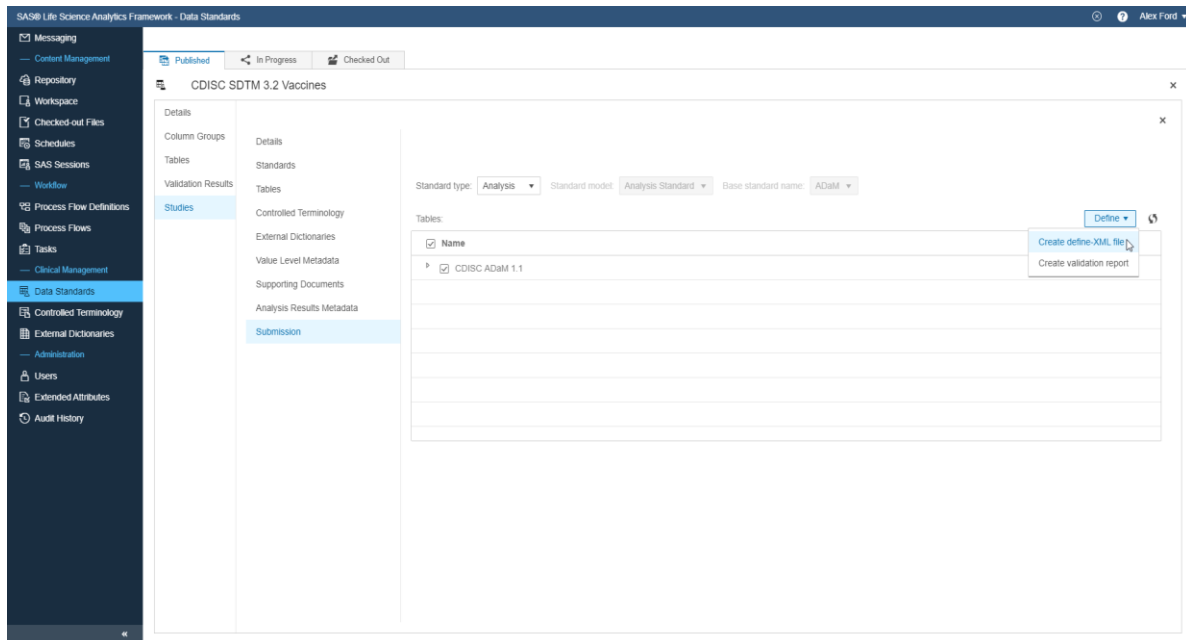 SAS® Life Science Analytics Framework - Data Standards
Alex Ford
Messaging
— Content Management
Repository
Workspace
Checked-out Files
Schedules
SAS Sessions
— Workflow
Process Flow Definitions
Process Flows
Tasks
— Clinical Management
Data Standards
Controlled Terminology
External Dictionaries
— Administration
Users
Extended Attributes
Audit History
«
Published
In Progress
Checked Out
CDISC SDTM 3.2 Vaccines
Details
Column Groups
Tables
Validation Results
Studies
Details
Standards
Tables
Controlled Terminology
External Dictionaries
Value Level Metadata
Supporting Documents
Analysis Results Metadata
Submission
Standard type: Analysis Standard model: Analysis Standard Base standard name: ADaM
Tables:
Define
Create define-XML file
Create validation report
Name
CDISC ADaM 1.1